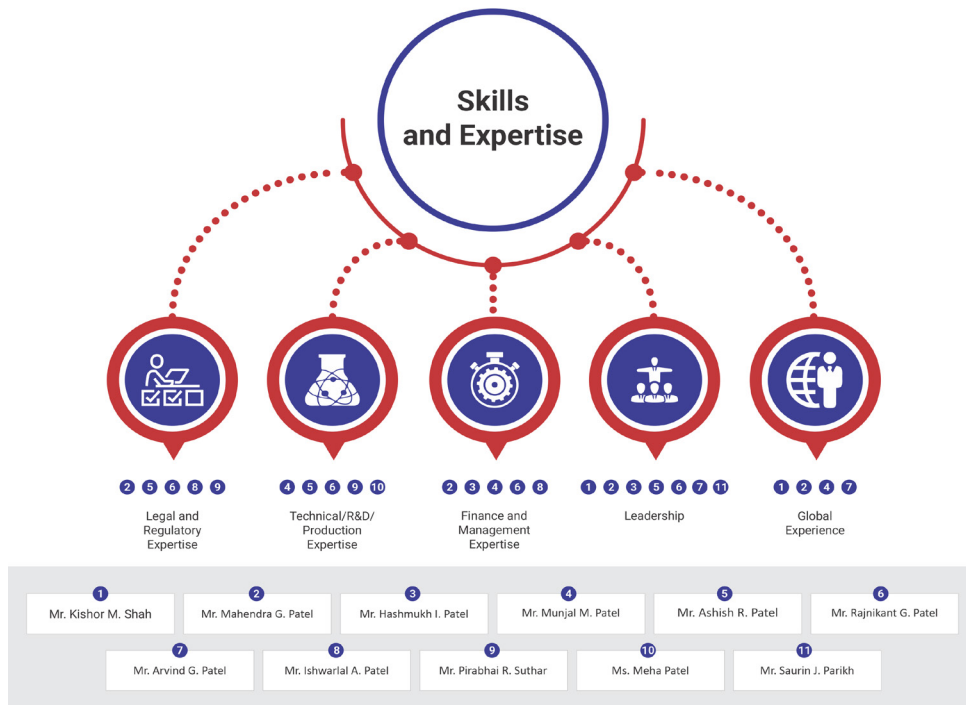 Skills
and Expertise
2 5 6 8 9
Legal and
Regulatory
Expertise
4 5 6 9 10
Technical/R&D/
Production
Expertise
2 3 4 6 8
Finance and
Management
Expertise
1 2 3 5 6 7 11
Leadership
1 2 4 7
Global
Experience
1
Mr. Kishor M. Shah
2
Mr. Mahendra G. Patel
3
Mr. Hashmukh I. Patel
4
Mr. Munjal M. Patel
5
Mr. Ashish R. Patel
6
Mr. Rajnikant G. Patel
7
Mr. Arvind G. Patel
8
Mr. Ishwarlal A. Patel
9
Mr. Pirabhai R. Suthar
10
Ms. Meha Patel
11
Mr. Saurin J. Parikh